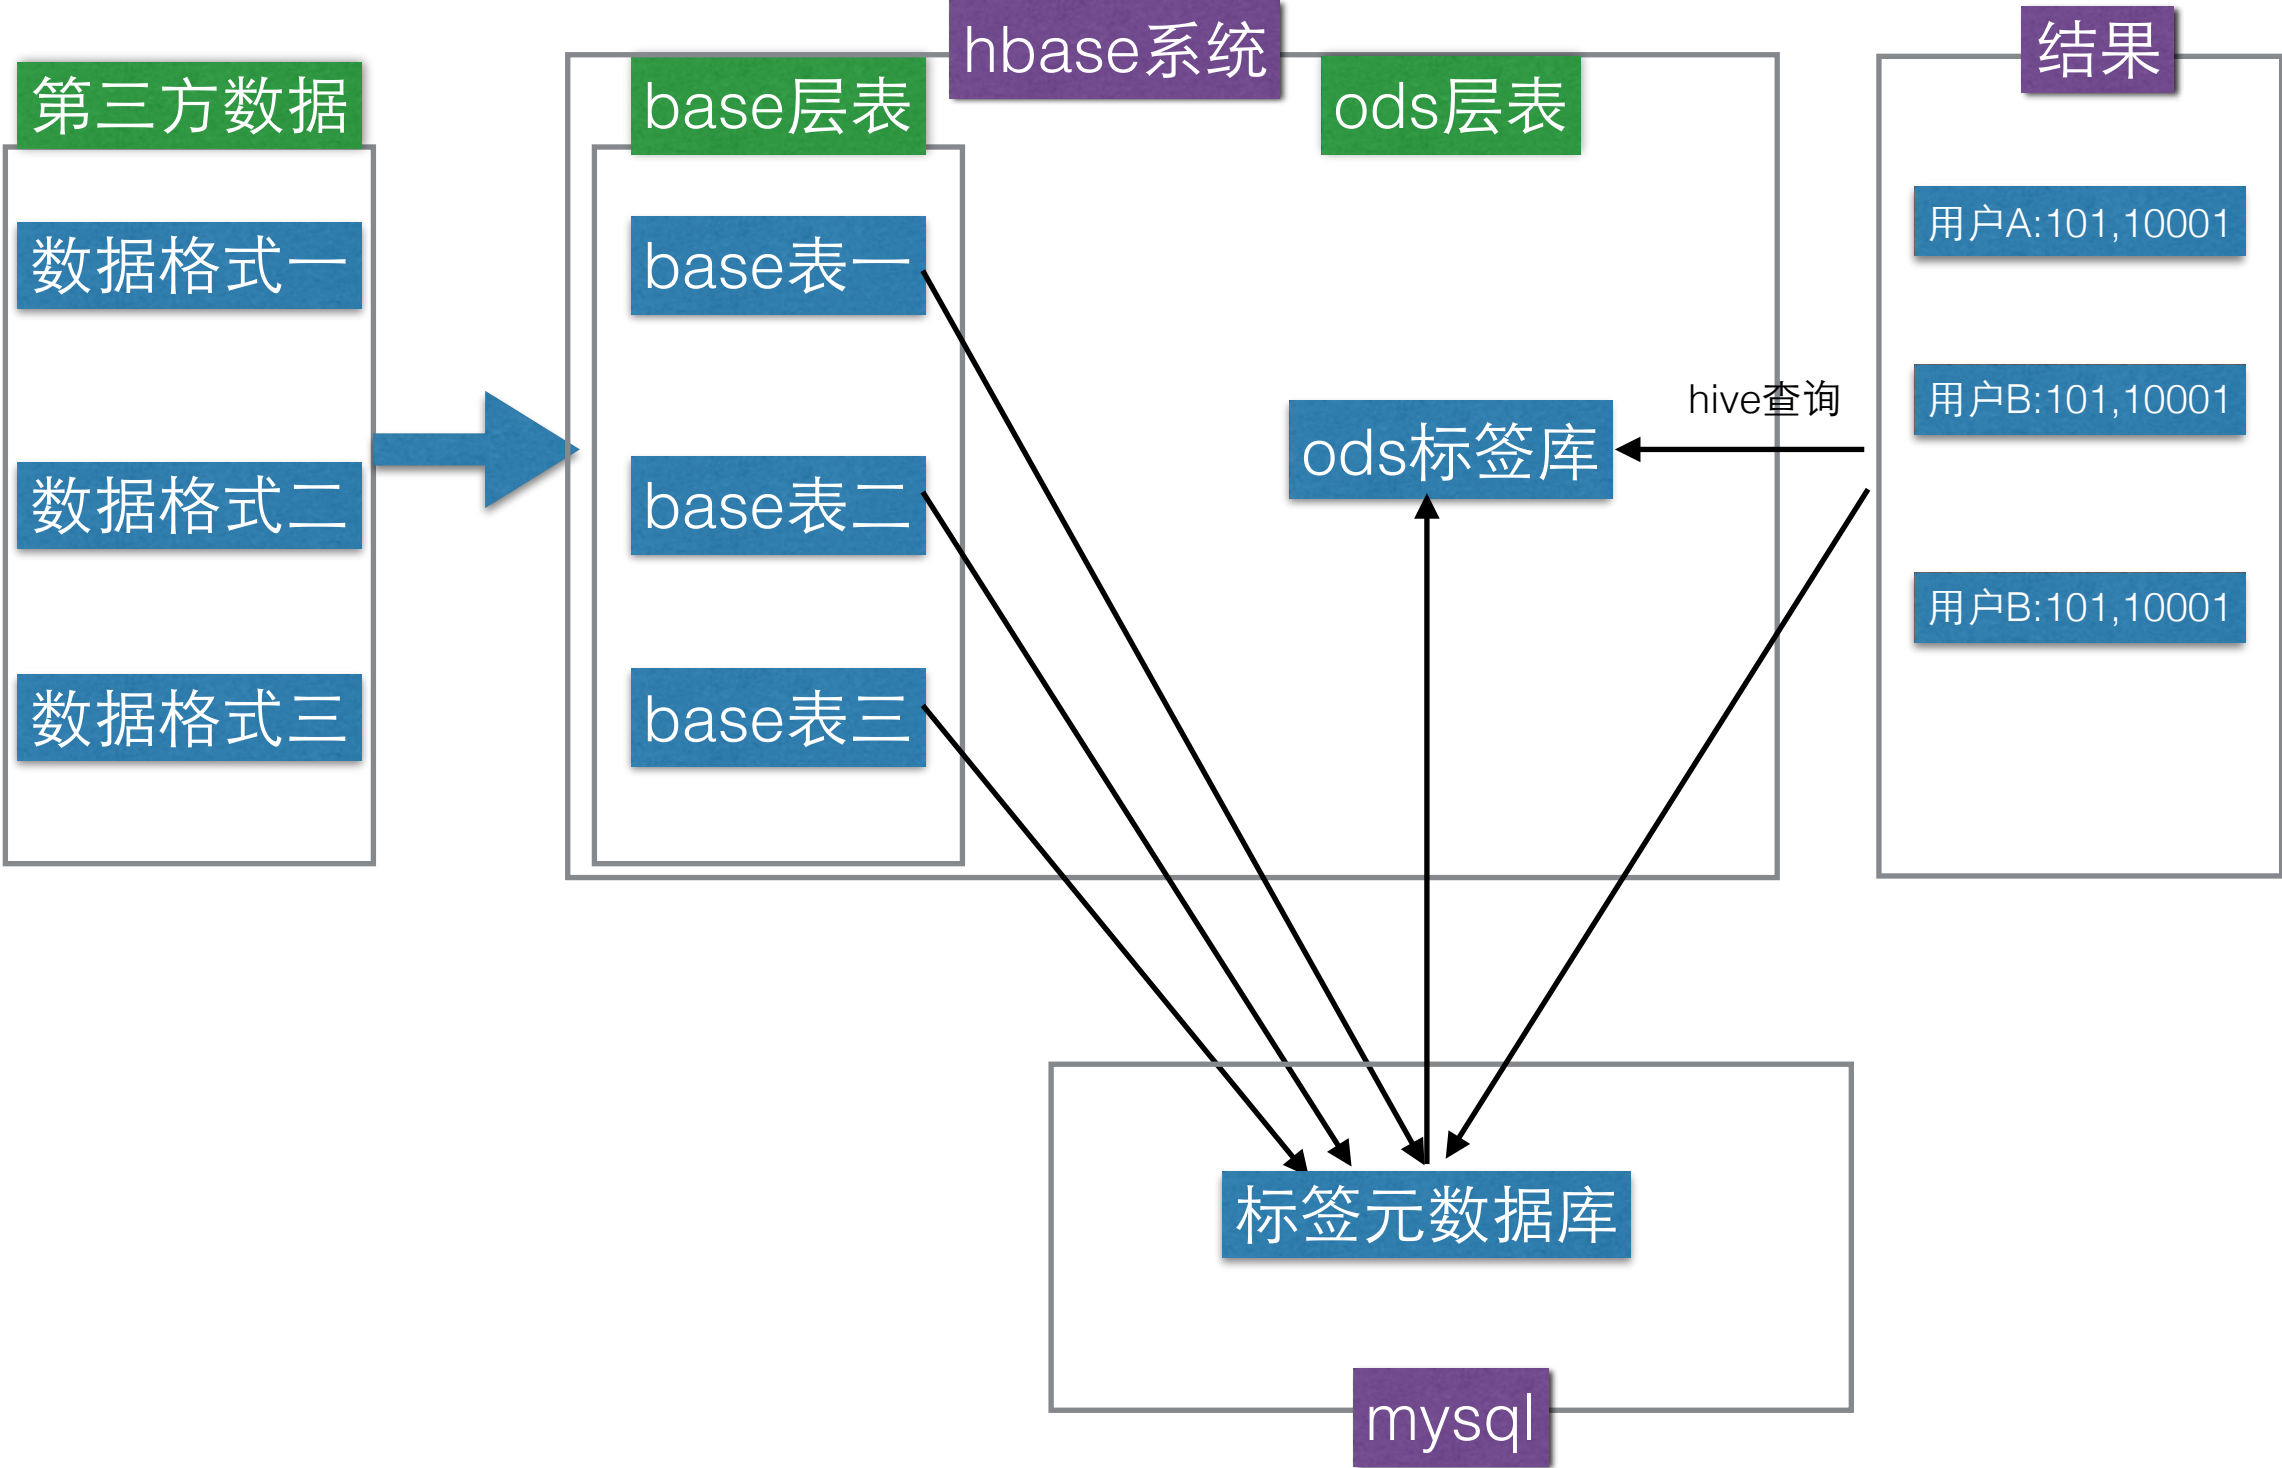 第三方数据
数据格式一
数据格式二
数据格式三
hbase系统
base层表
base表一
base表二
base表三
ods层表
ods标签库
hive查询
结果
用户A:101,10001
用户B:101,10001
用户B:101,10001
标签元数据库
mysql